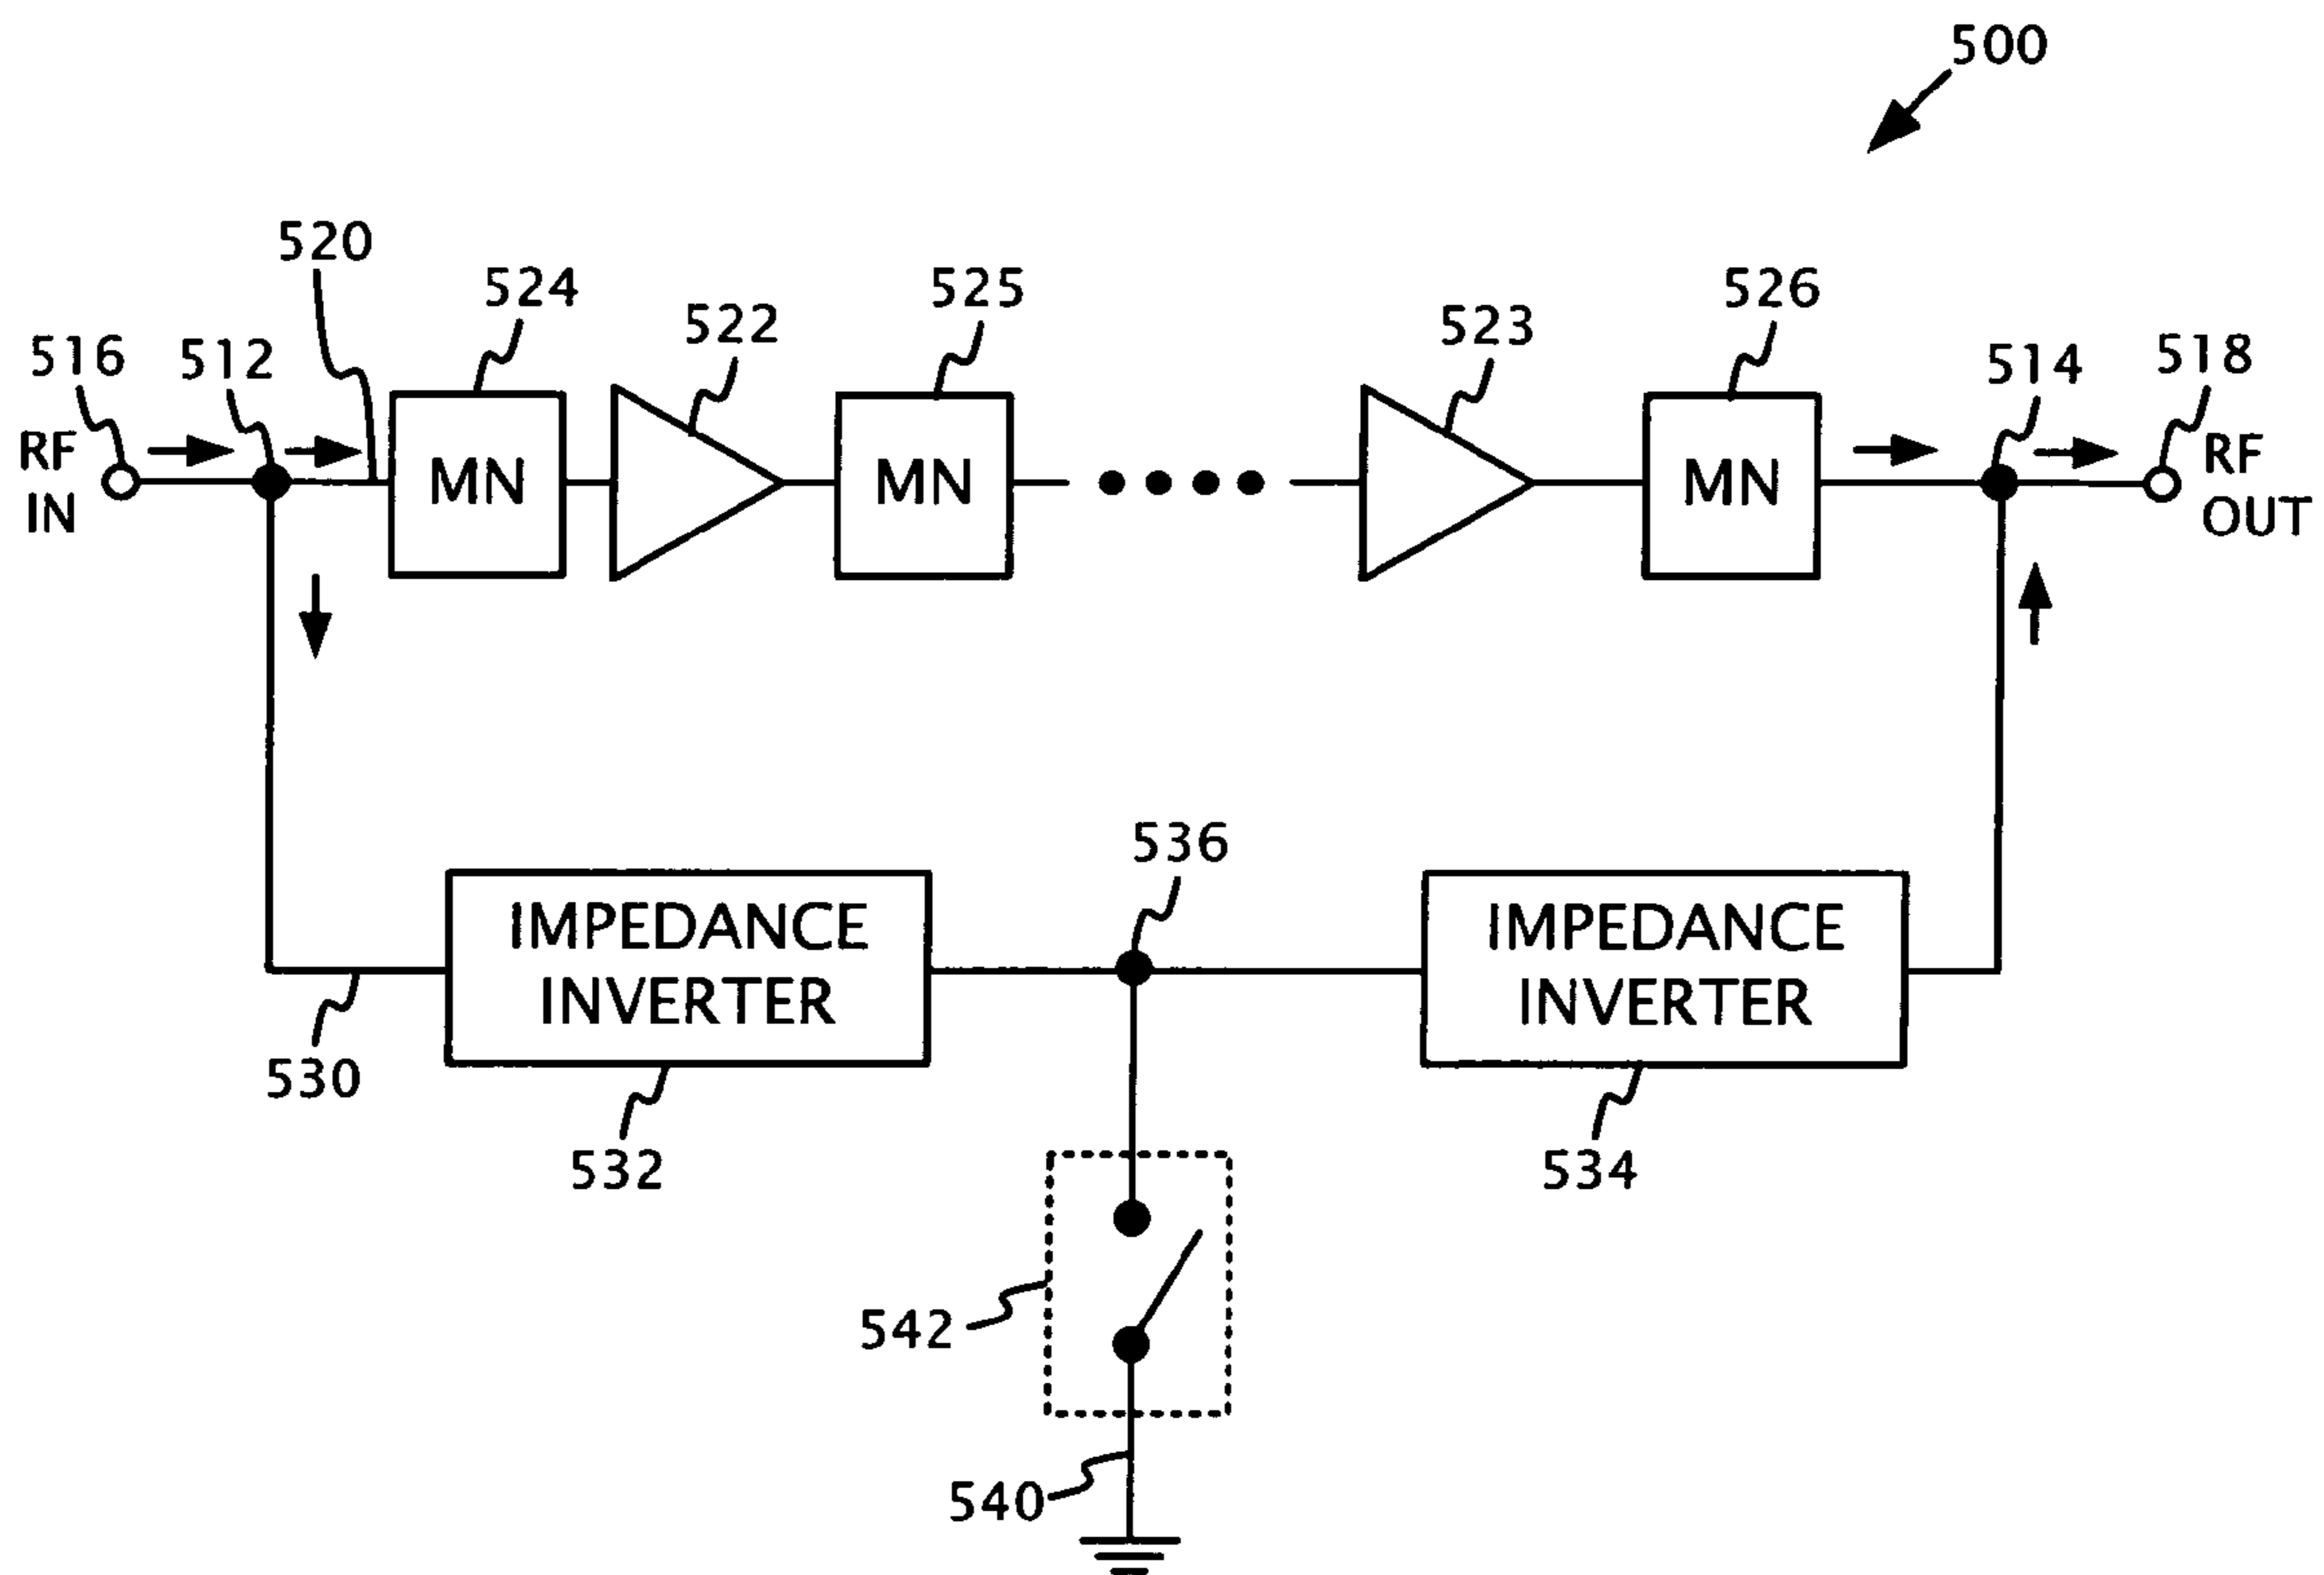 500
520
524
522
525
523
526
516
512
514
518
RF
IN
MN
MN
MN
RF
OUT
536
IMPEDANCE
INVERTER
IMPEDANCE
INVERTER
530
532
534
542
540